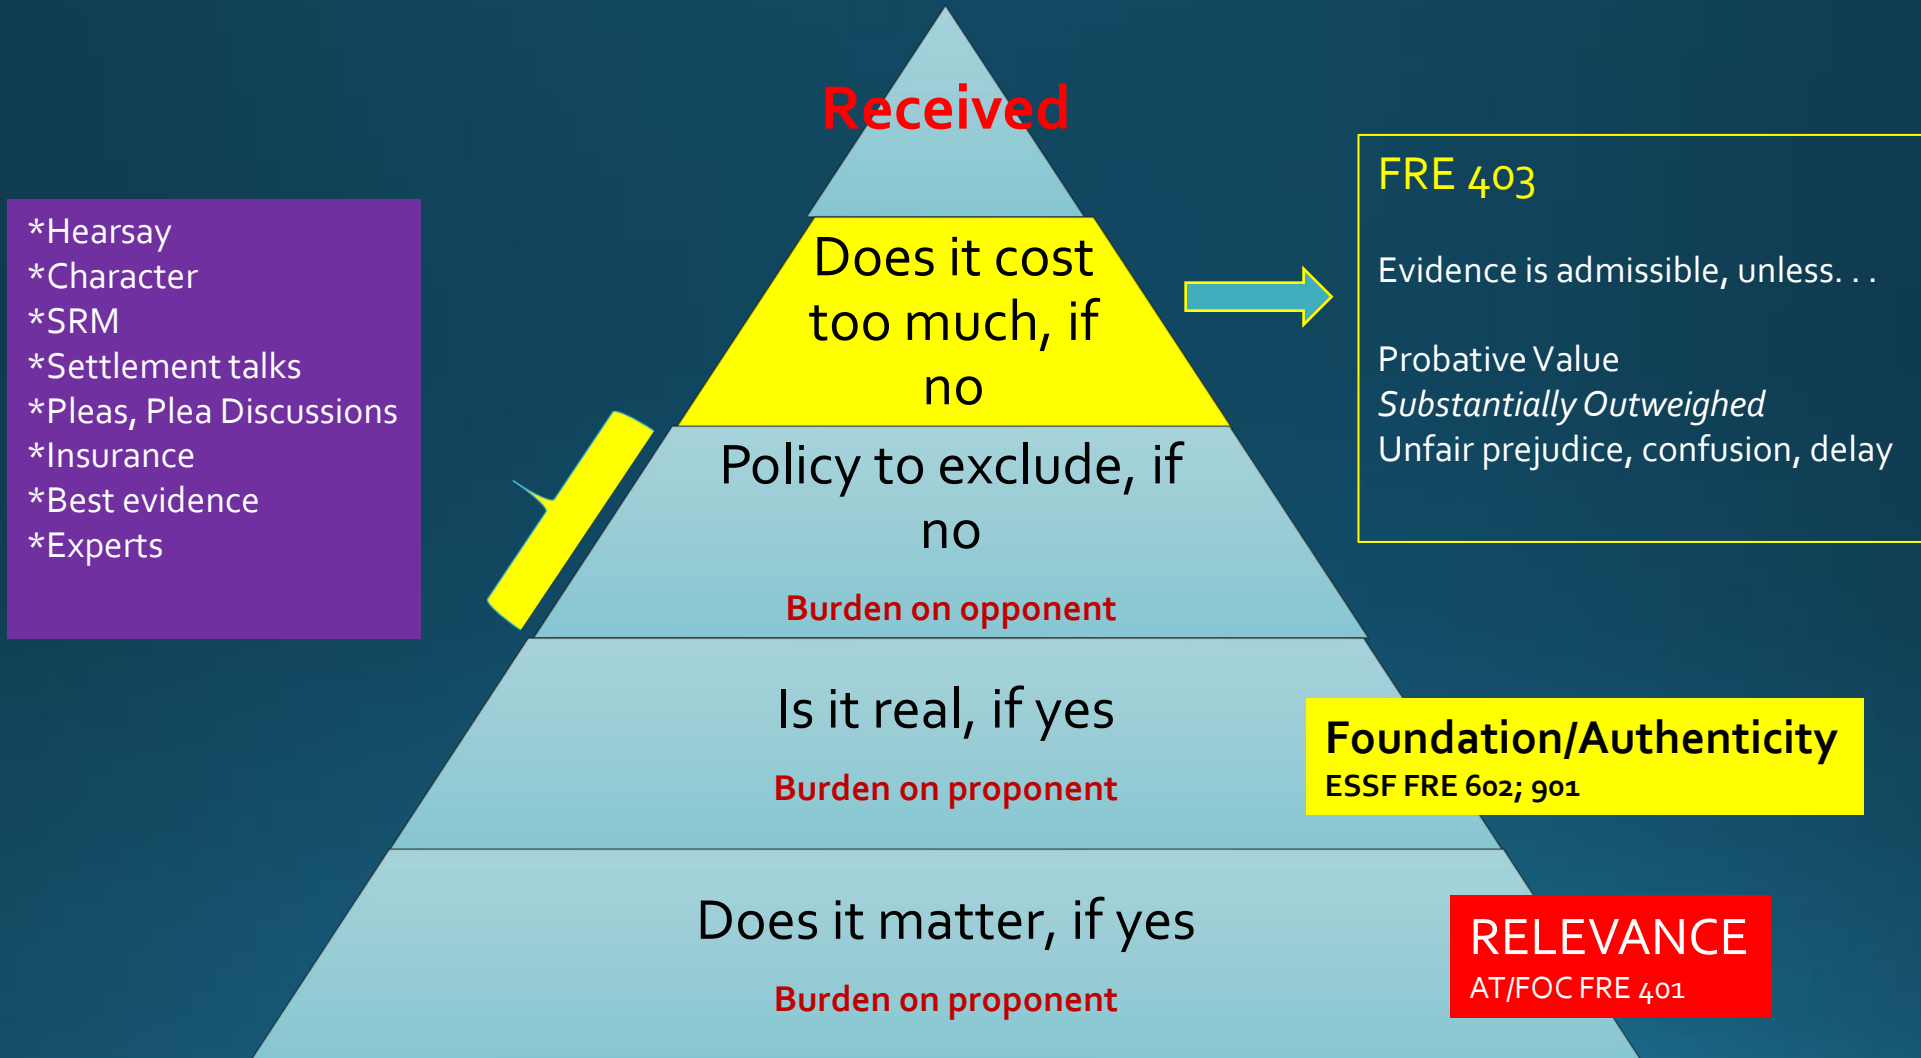 Received
*Hearsay
*Character
*SRM
*Settlement talks
*Pleas, Plea Discussions
*Insurance
*Best evidence
*Experts
Does it cost
too much, if
no
FRE 403
Evidence is admissible, unless. . .
Probative Value
Substantially Outweighed
Unfair prejudice, confusion, delay
Policy to exclude, if
no
Burden on opponent
Is it real, if yes
Burden on proponent
Foundation/Authenticity
ESSF FRE 602; 901
Does it matter, if yes
Burden on proponent
RELEVANCE
AT/FOC FRE 401